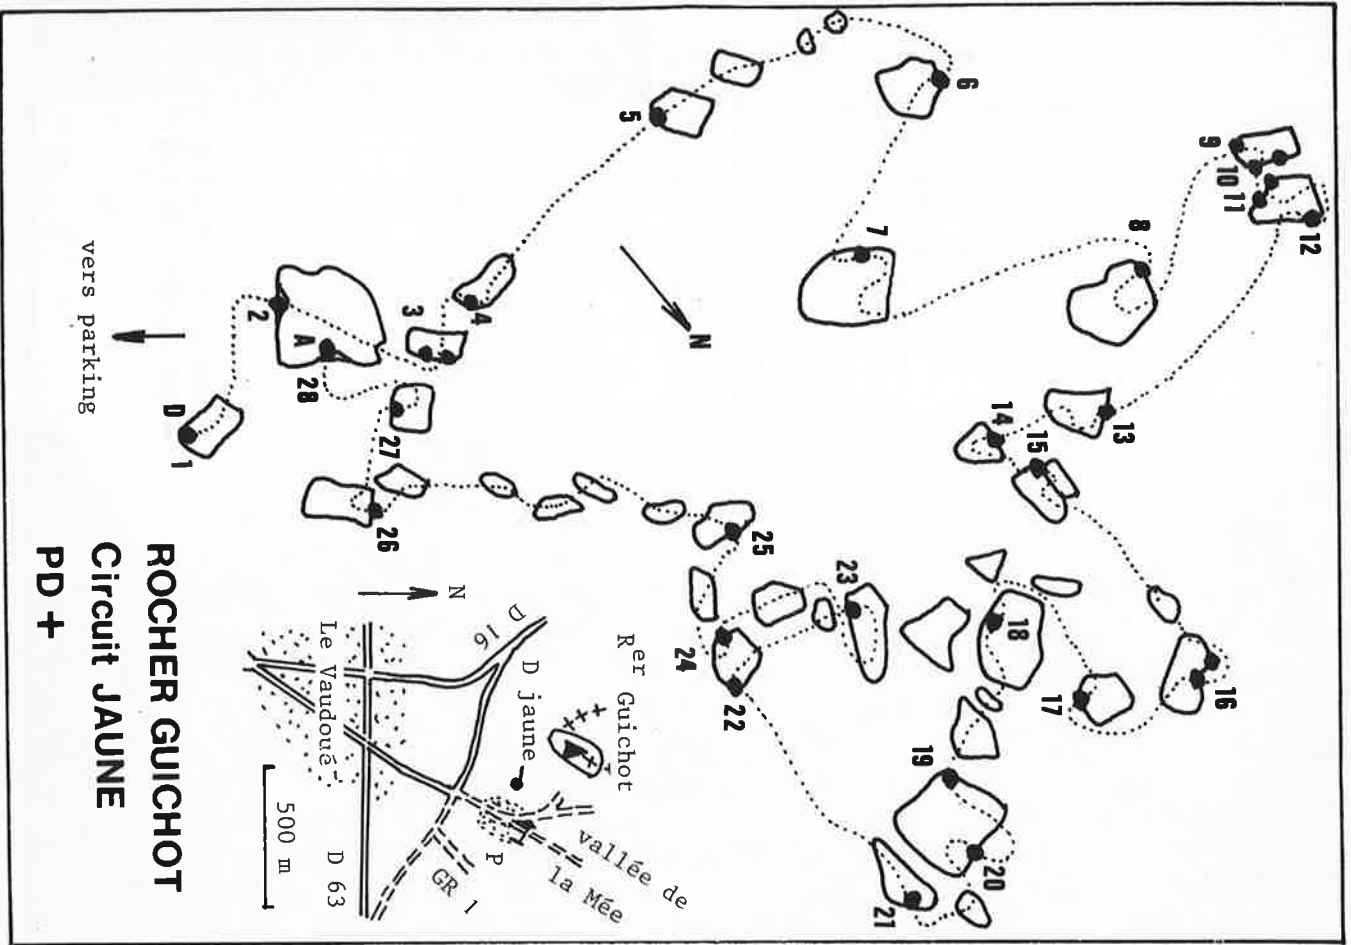 ROCHER GUICHOT
Circuit JAUNE
PD +
vers parking
N
D
1
2
A
28
3
4
5
6
7
8
9
10
11
12
13
14
15
16
17
18
19
20
21
22
23
24
25
26
27
N
D 16
D jaune
Rer Guichot
Le Vaudoué
500 m
D 63
GR 1
P
vallée de
la Mée